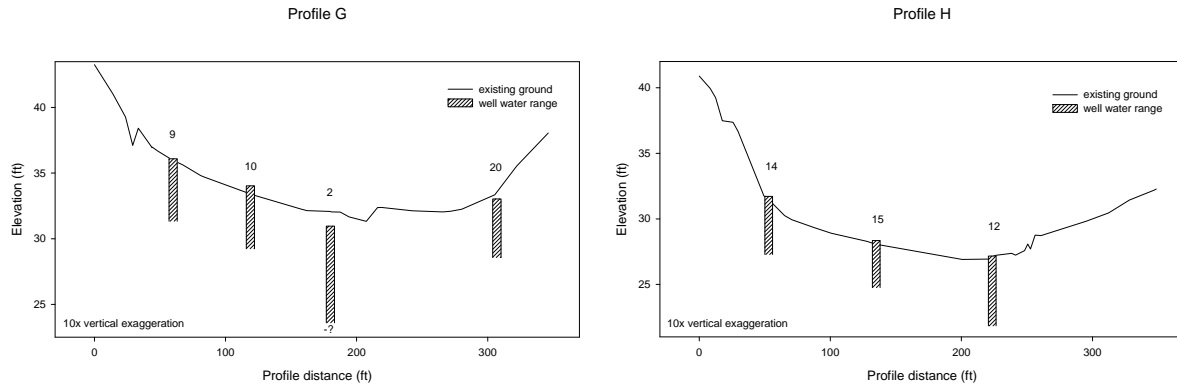 Profile G
Elevation (ft)
40
35
30
25
existing ground
well water range
9
10
2
20
-?
10x vertical exaggeration
0
100
200
300
Profile distance (ft)
Profile H
Elevation (ft)
40
35
30
25
existing ground
well water range
14
15
12
10x vertical exaggeration
0
100
200
300
Profile distance (ft)